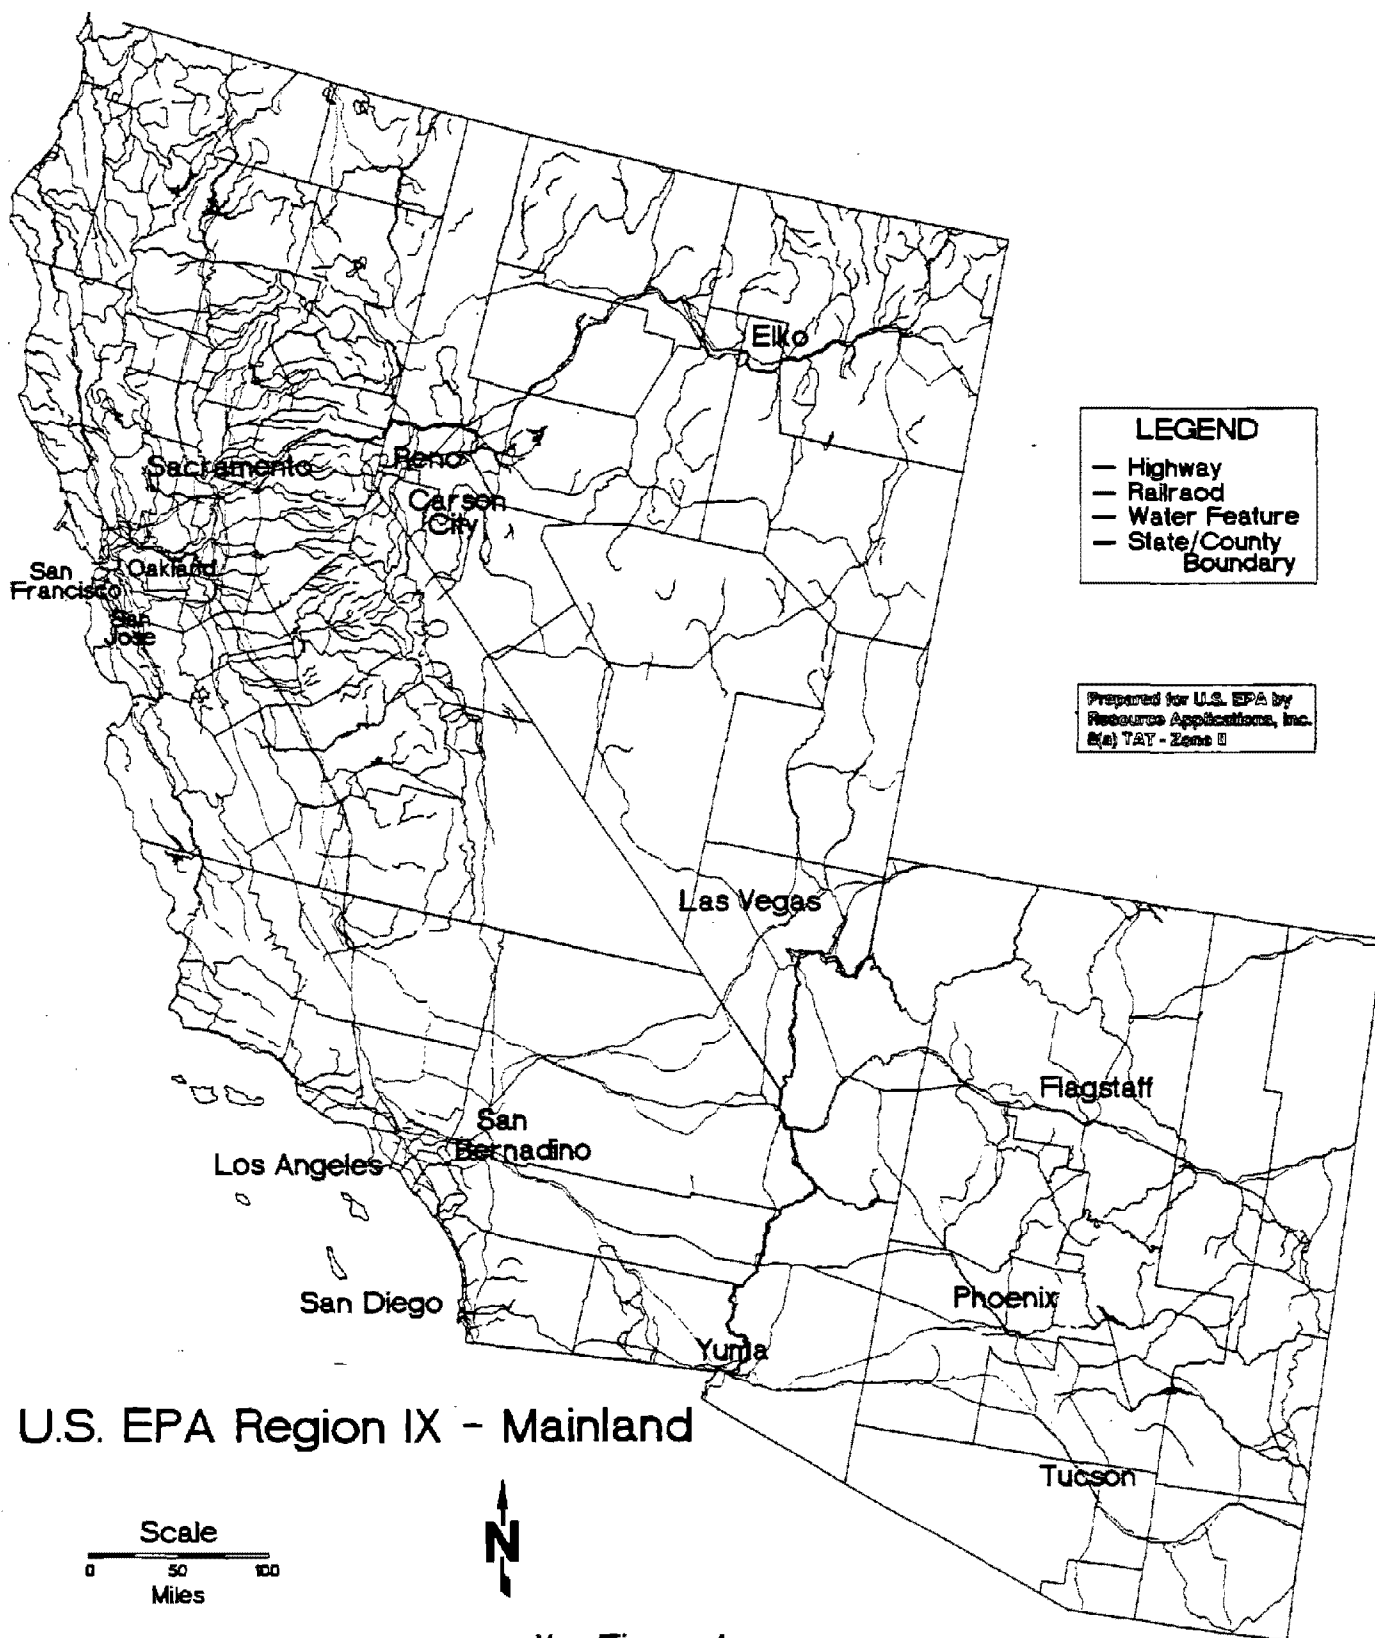 Elko
LEGEND
Highway
Railraod
Water Feature
State/County
Boundary
Sacramento
Reno
Carson
City
San
Francisco
Oakland
San
Jose
Prepared for U.S. EPA by
Resource Applications, Inc.
8(a) TAT - Zone II
Las Vegas
Flagstaff
San
Bernadino
Los Angeles
San Diego
Phoenix
Yuma
U.S. EPA Region IX - Mainland
Tucson
Scale
0 50 100
Miles
N